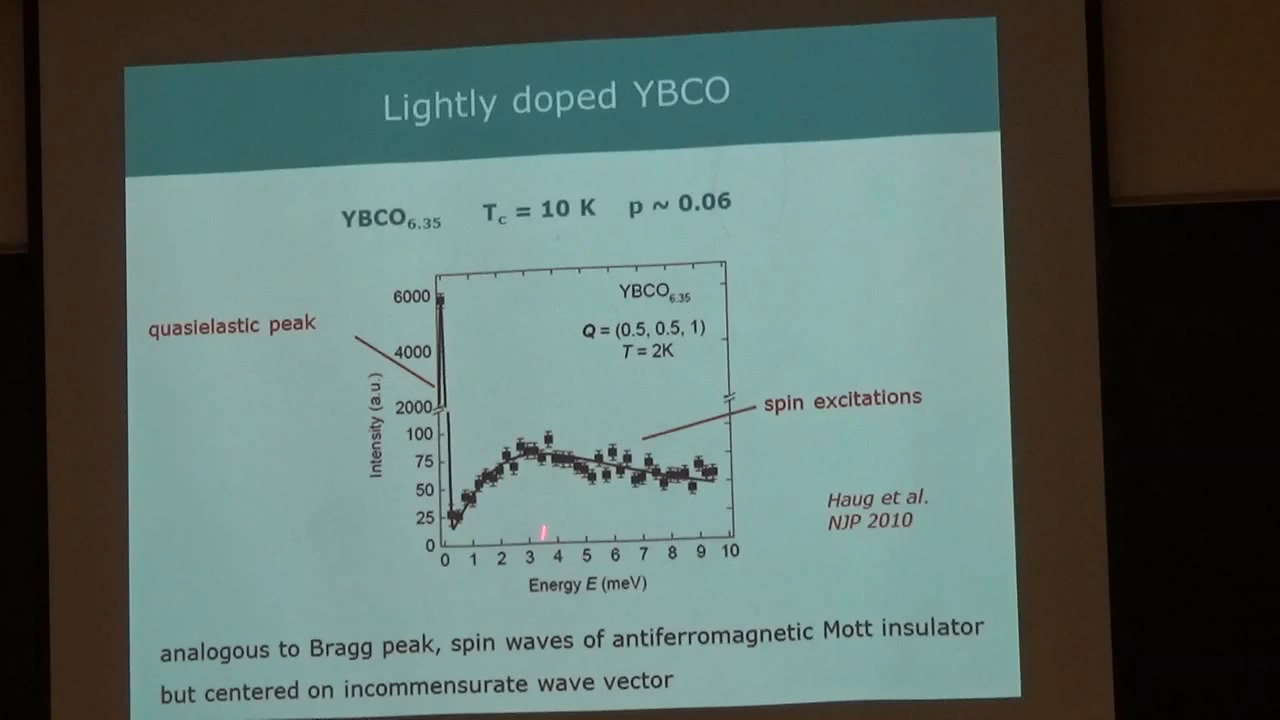 Lightly doped YBCO
YBCO6.35 Tc = 10 K p ~ 0.06
quasielastic peak
6000
4000
2000
100
75
50
25
0
Intensity (a.u.)
YBCO6.35
Q = (0.5, 0.5, 1)
T = 2K
spin excitations
Haug et al.
NJP 2010
0 1 2 3 4 5 6 7 8 9 10
Energy E (meV)
analogous to Bragg peak, spin waves of antiferromagnetic Mott insulator
but centered on incommensurate wave vector